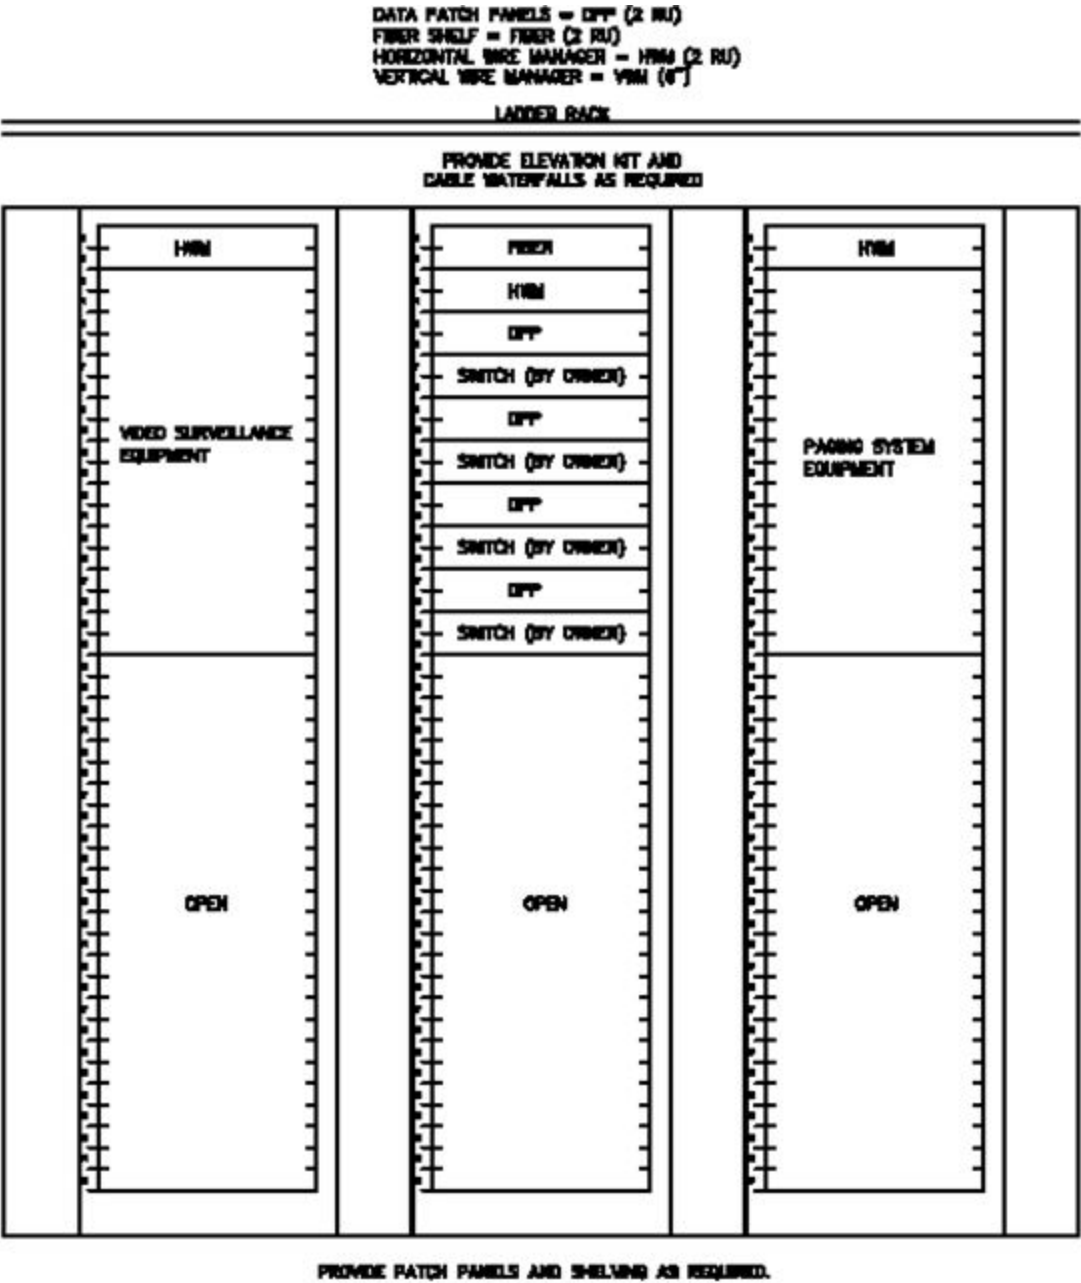 DATA PATCH PANELS = DPP (2 RU)
FIBER SHELF = FIBER (2 RU)
HORIZONTAL WIRE MANAGER = HWM (2 RU)
VERTICAL WIRE MANAGER = VWM (6")
LADDER RACK
PROVIDE ELEVATION KIT AND
CABLE WATERFALLS AS REQUIRED
HWM
VIDEO SURVEILLANCE
EQUIPMENT
OPEN
FIBER
HWM
DPP
SWITCH (BY OWNER)
DPP
SWITCH (BY OWNER)
DPP
SWITCH (BY OWNER)
DPP
SWITCH (BY OWNER)
OPEN
HWM
PAGING SYSTEM
EQUIPMENT
OPEN
PROVIDE PATCH PANELS AND SHELVING AS REQUIRED.